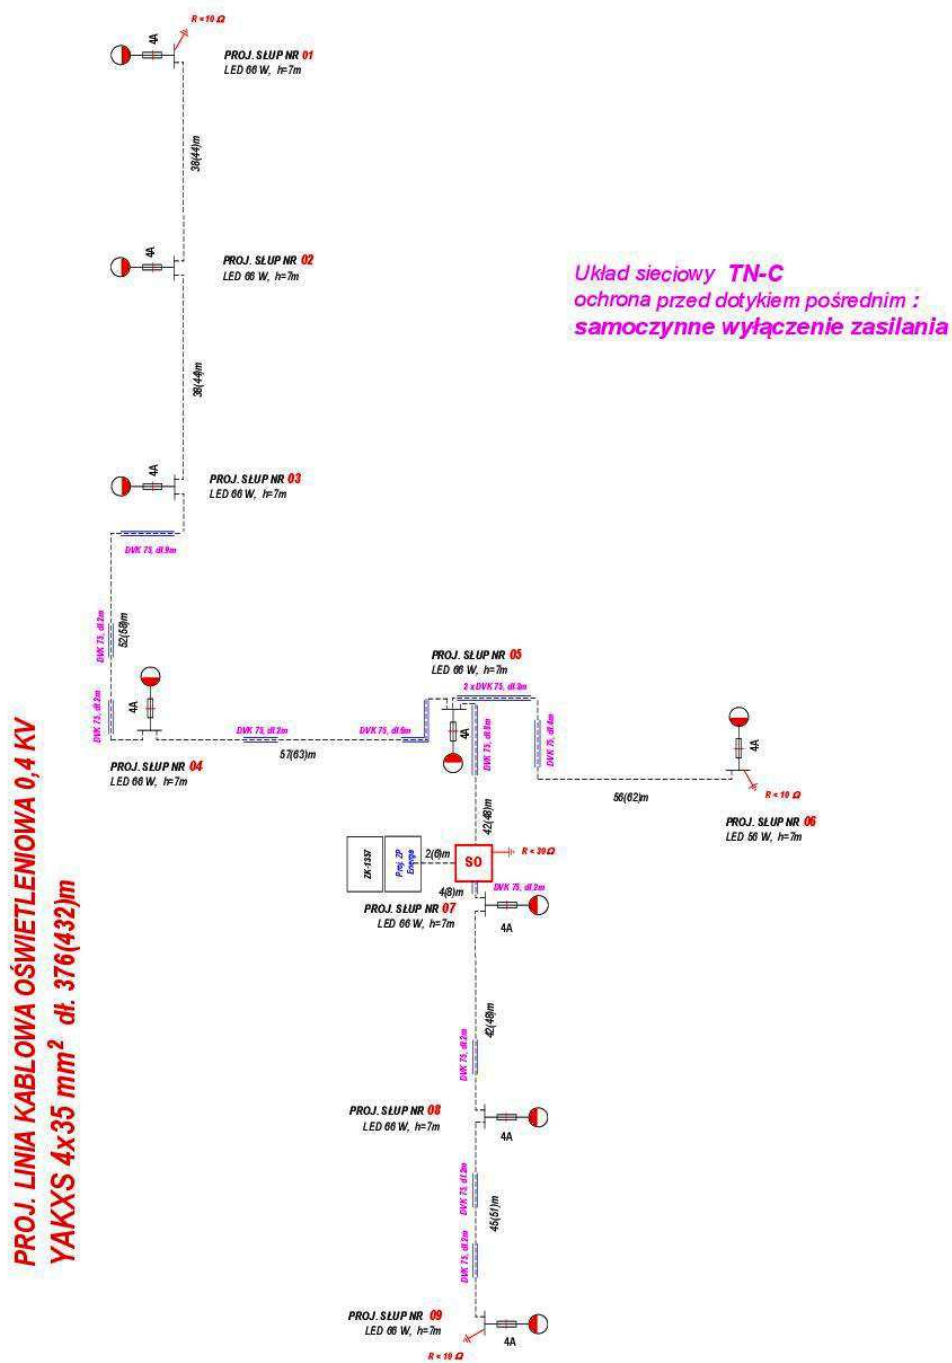 R < 10 Ω
4A
PROJ. SŁUP NR 01
LED 66 W, h=7m
38(44)m
4A
PROJ. SŁUP NR 02
LED 66 W, h=7m
Układ sieciowy TN-C
ochrona przed dotykiem pośrednim :
samoczynne wyłączenie zasilania
38(44)m
4A
PROJ. SŁUP NR 03
LED 66 W, h=7m
DVK 75, dł.9m
DVK 75, dł.2m
52(58)m
DVK 75, dł.2m
4A
PROJ. SŁUP NR 04
LED 66 W, h=7m
DVK 75, dł.2m
57(63)m
DVK 75, dł.6m
PROJ. SŁUP NR 05
LED 66 W, h=7m
2 x DVK 75, dł.3m
4A
DVK 75, dł.8m
DVK 75, dł.4m
56(62)m
4A
R < 10 Ω
PROJ. SŁUP NR 06
LED 56 W, h=7m
42(48)m
ZK-1357
Proj. ZP
Energa
2(6)m
SO
R < 30 Ω
4(8)m
DVK 75, dł.2m
PROJ. SŁUP NR 07
LED 66 W, h=7m
4A
42(48)m
DVK 75, dł.2m
PROJ. SŁUP NR 08
LED 66 W, h=7m
4A
DVK 75, dł.2m
45(51)m
DVK 75, dł.2m
PROJ. SŁUP NR 09
LED 66 W, h=7m
4A
R < 10 Ω
PROJ. LINIA KABLOWA OŚWIETLENIOWA 0,4 KV
YAKXS 4x35 mm² dł. 376(432)m